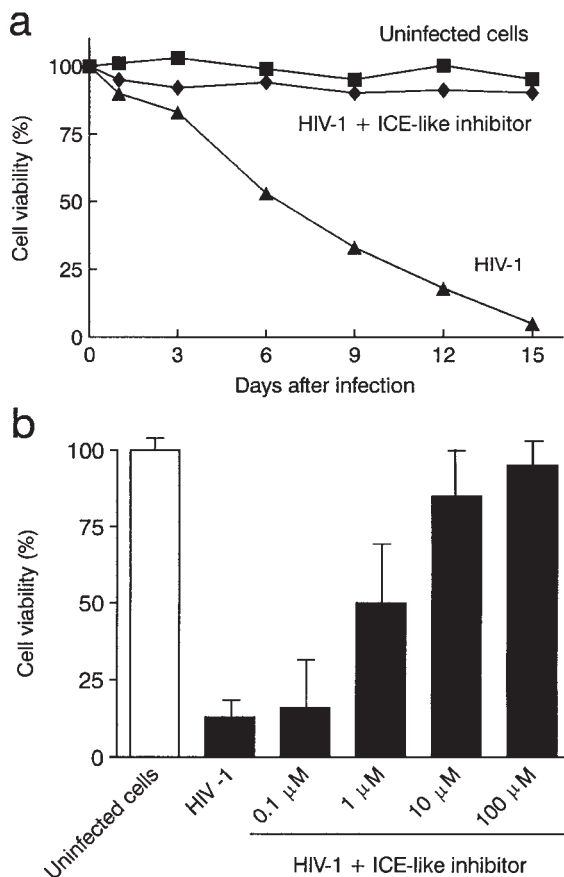 a
Uninfected cells
100
75
50
25
0
Cell viability (%)
HIV-1 + ICE-like inhibitor
HIV-1
0 3 6 9 12 15
Days after infection
b
100
75
50
25
0
Cell viability (%)
Uninfected cells
HIV -1
0.1 μM
1 μM
10 μM
100 μM
HIV-1 + ICE-like inhibitor